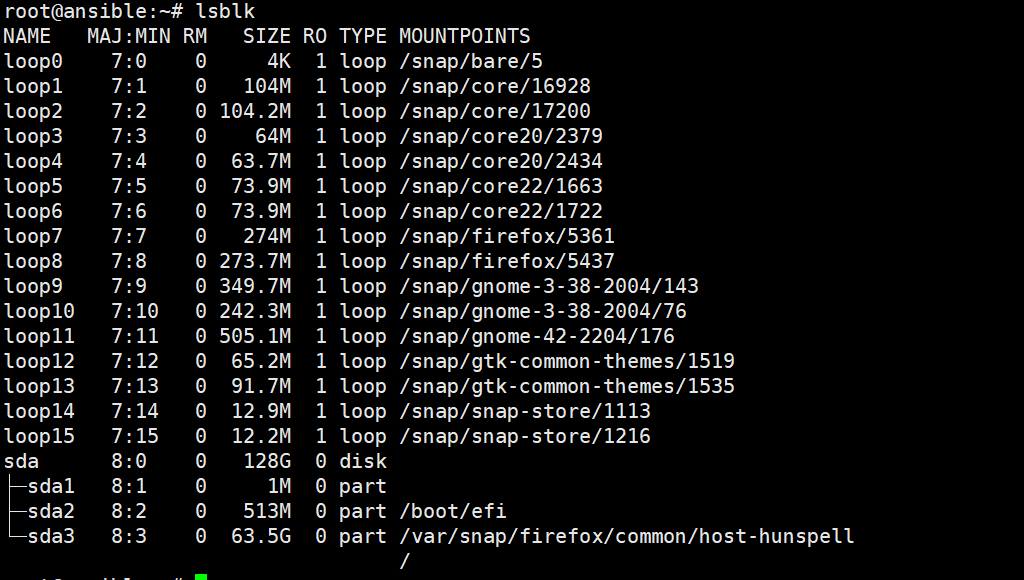 root@ansible:~# lsblk
NAME   MAJ:MIN RM   SIZE RO TYPE MOUNTPOINTS
loop0    7:0    0     4K  1 loop /snap/bare/5
loop1    7:1    0   104M  1 loop /snap/core/16928
loop2    7:2    0 104.2M  1 loop /snap/core/17200
loop3    7:3    0    64M  1 loop /snap/core20/2379
loop4    7:4    0  63.7M  1 loop /snap/core20/2434
loop5    7:5    0  73.9M  1 loop /snap/core22/1663
loop6    7:6    0  73.9M  1 loop /snap/core22/1722
loop7    7:7    0   274M  1 loop /snap/firefox/5361
loop8    7:8    0 273.7M  1 loop /snap/firefox/5437
loop9    7:9    0 349.7M  1 loop /snap/gnome-3-38-2004/143
loop10   7:10   0 242.3M  1 loop /snap/gnome-3-38-2004/76
loop11   7:11   0 505.1M  1 loop /snap/gnome-42-2204/176
loop12   7:12   0  65.2M  1 loop /snap/gtk-common-themes/1519
loop13   7:13   0  91.7M  1 loop /snap/gtk-common-themes/1535
loop14   7:14   0  12.9M  1 loop /snap/snap-store/1113
loop15   7:15   0  12.2M  1 loop /snap/snap-store/1216
sda      8:0    0   128G  0 disk
├─sda1   8:1    0     1M  0 part
├─sda2   8:2    0   513M  0 part /boot/efi
└─sda3   8:3    0  63.5G  0 part /var/snap/firefox/common/host-hunspell
                                 /